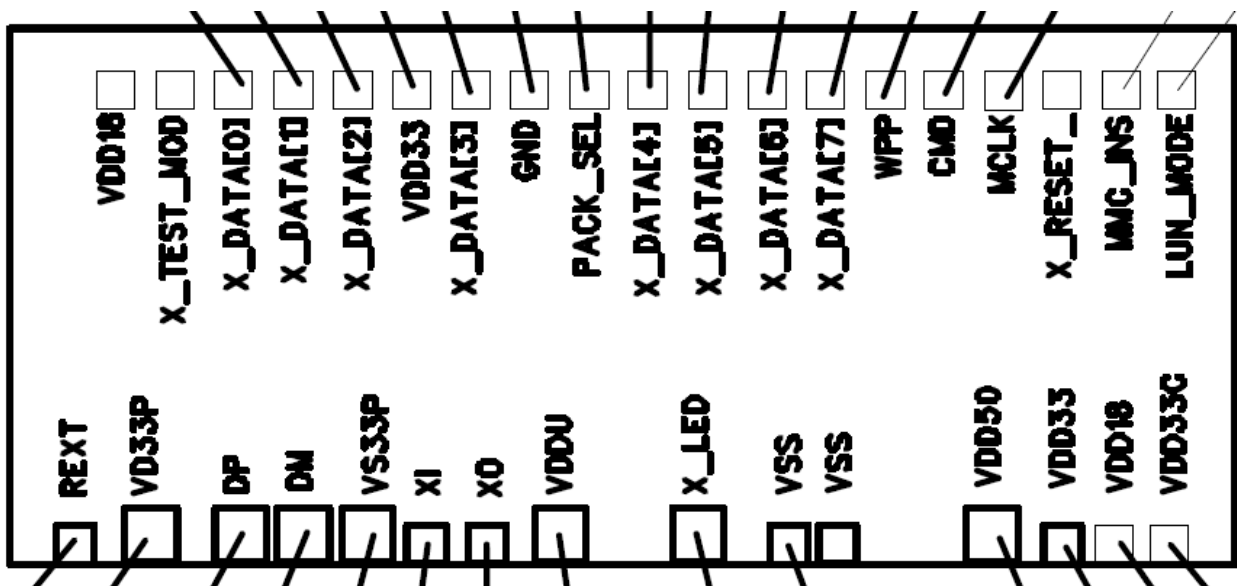 VDD18
X_TEST_MOD
X_DATA[0]
X_DATA[1]
X_DATA[2]
VDD33
X_DATA[3]
GND
PACK_SEL
X_DATA[4]
X_DATA[5]
X_DATA[6]
X_DATA[7]
WPP
CMD
MCLK
X_RESET_
MMC_INS
LUN_MODE
REXT
VD33P
DP
DM
VS33P
XI
XO
VDDU
X_LED
VSS
VSS
VDD5D
VDD33
VDD18
VDD33C